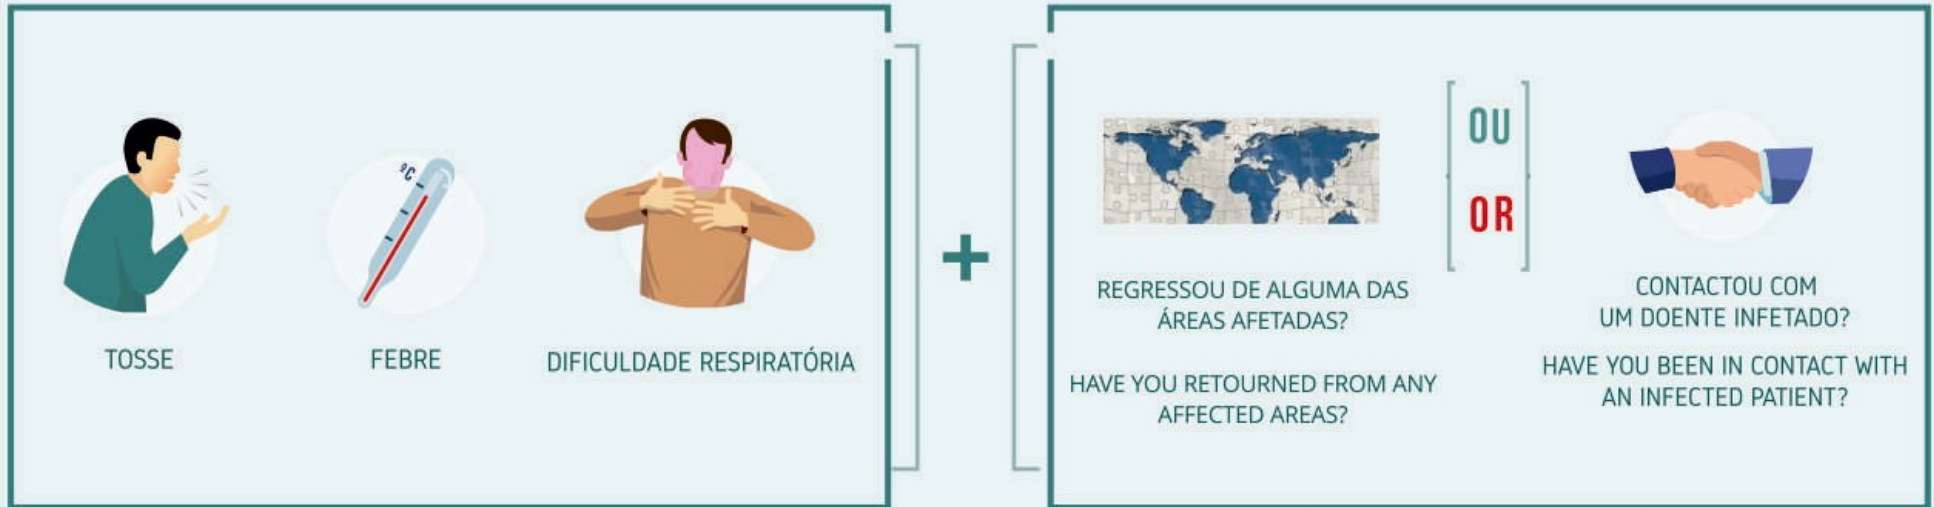 ºC
TOSSE
FEBRE
DIFICULDADE RESPIRATÓRIA
+
REGRESSOU DE ALGUMA DAS
ÁREAS AFETADAS?
HAVE YOU RETOURNED FROM ANY
AFFECTED AREAS?
OU
OR
CONTACTOU COM
UM DOENTE INFETADO?
HAVE YOU BEEN IN CONTACT WITH
AN INFECTED PATIENT?